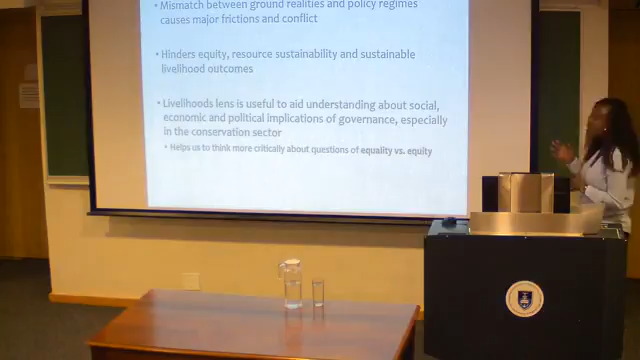 • Mismatch between ground realities and policy regimes
causes major frictions and conflict
• Hinders equity, resource sustainability and sustainable
livelihood outcomes
• Livelihoods lens is useful to aid understanding about social,
economic and political implications of governance, especially
in the conservation sector
• Helps us to think more critically about questions of equality vs. equity